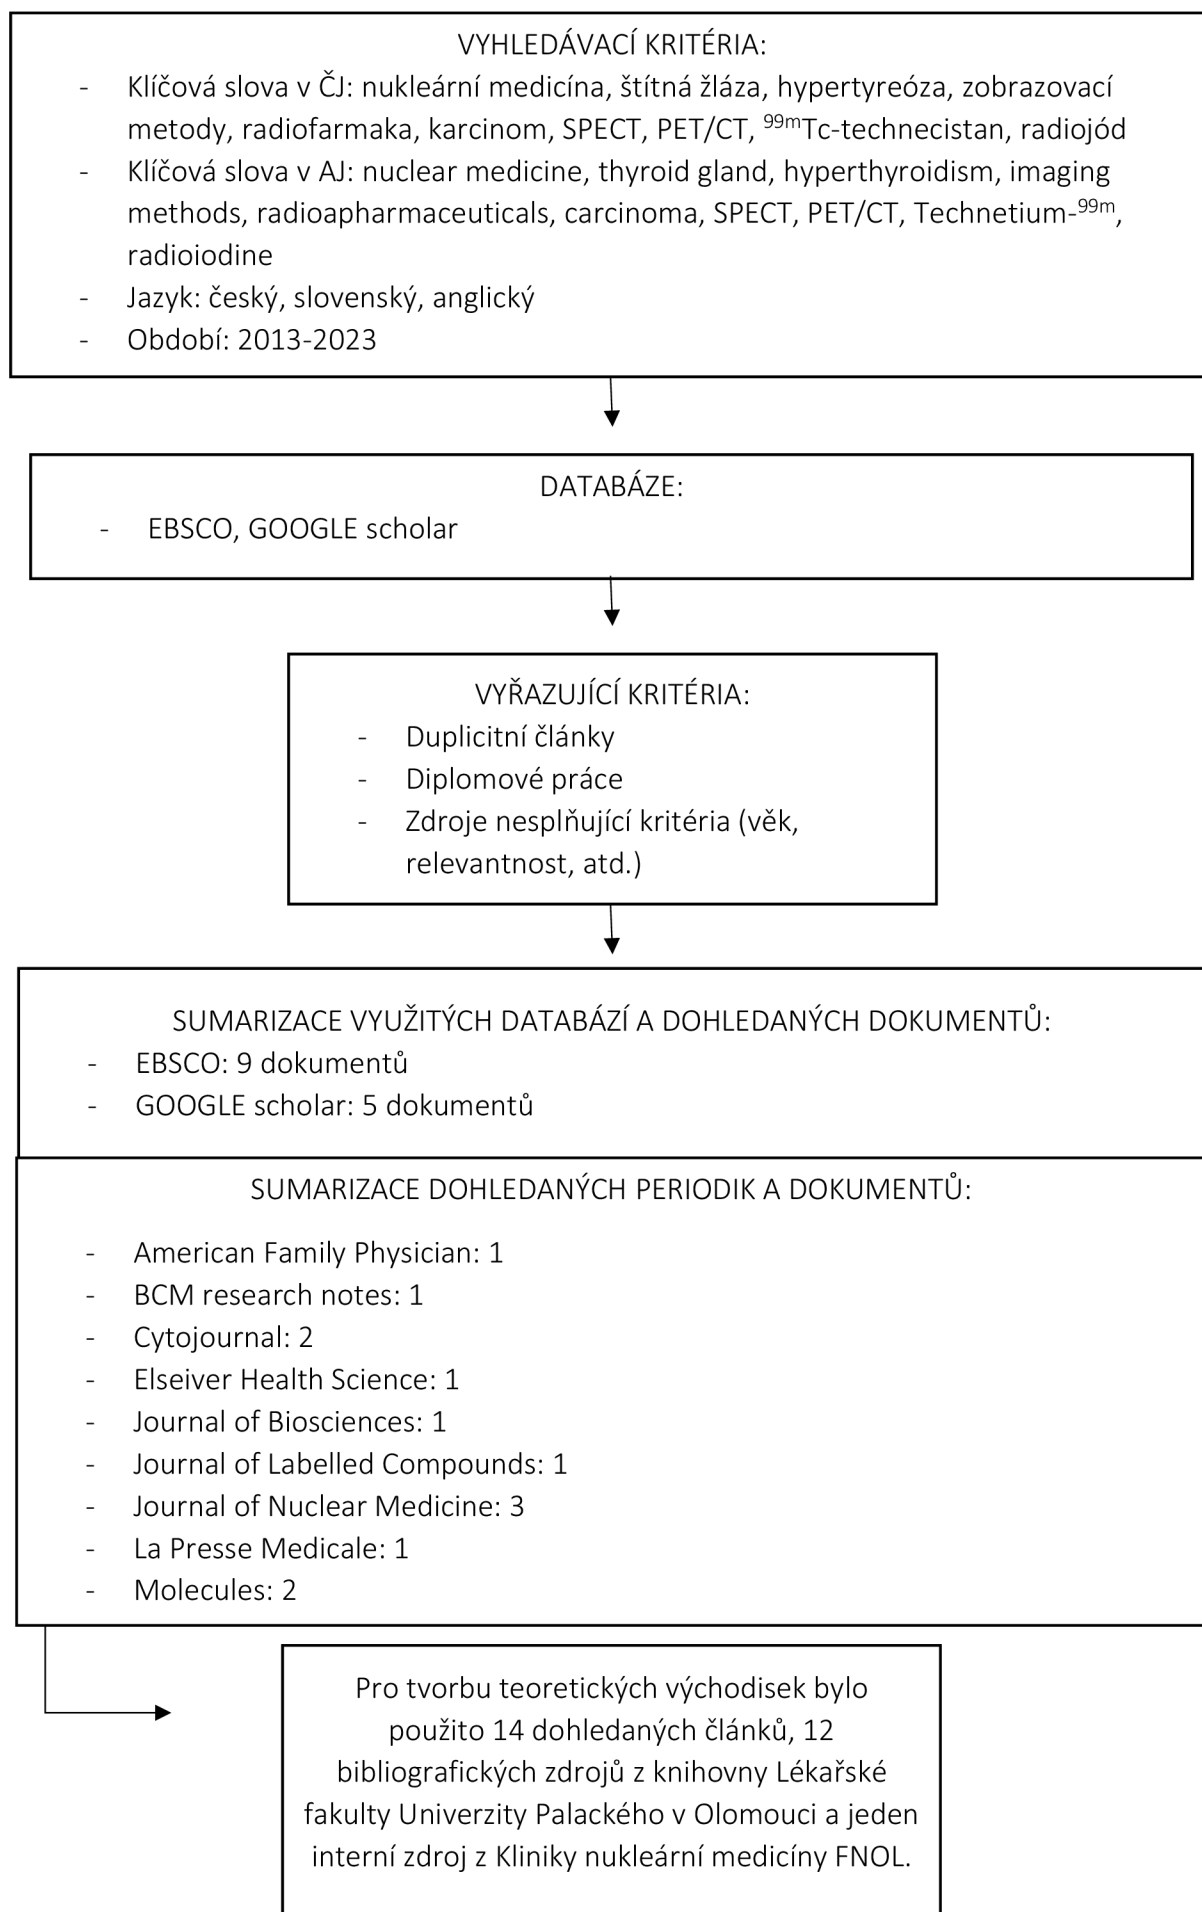 VYHLEDÁVACÍ KRITÉRIA:
- Klíčová slova v ČJ: nukleární medicína, štítná žláza, hypertyreóza, zobrazovací
metody, radiofarmaka, karcinom, SPECT, PET/CT, ⁹⁹ᵐTc-technecistan, radiojód
- Klíčová slova v AJ: nuclear medicine, thyroid gland, hyperthyroidism, imaging
methods, radioapharmaceuticals, carcinoma, SPECT, PET/CT, Technetium-⁹⁹ᵐ,
radioiodine
- Jazyk: český, slovenský, anglický
- Období: 2013-2023
DATABÁZE:
- EBSCO, GOOGLE scholar
VYŘAZUJÍCÍ KRITÉRIA:
- Duplicitní články
- Diplomové práce
- Zdroje nesplňující kritéria (věk,
relevantnost, atd.)
SUMARIZACE VYUŽITÝCH DATABÁZÍ A DOHLEDANÝCH DOKUMENTŮ:
- EBSCO: 9 dokumentů
- GOOGLE scholar: 5 dokumentů
SUMARIZACE DOHLEDANÝCH PERIODIK A DOKUMENTŮ:
- American Family Physician: 1
- BCM research notes: 1
- Cytojournal: 2
- Elseiver Health Science: 1
- Journal of Biosciences: 1
- Journal of Labelled Compounds: 1
- Journal of Nuclear Medicine: 3
- La Presse Medicale: 1
- Molecules: 2
Pro tvorbu teoretických východisek bylo
použito 14 dohledaných článků, 12
bibliografických zdrojů z knihovny Lékařské
fakulty Univerzity Palackého v Olomouci a jeden
interní zdroj z Kliniky nukleární medicíny FNOL.